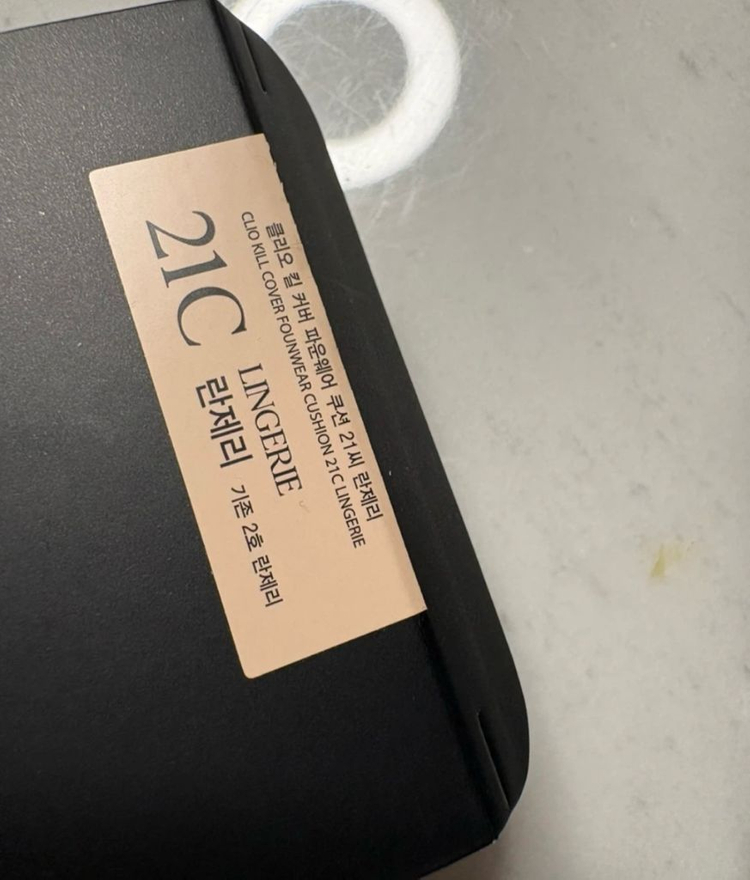 클리오 킬 커버 파운웨어 쿠션 21씨 란제리
CLIO KILL COVER FOUNWEAR CUSHION 21C LINGERIE
21C LINGERIE
란제리 기존 2호 란제리